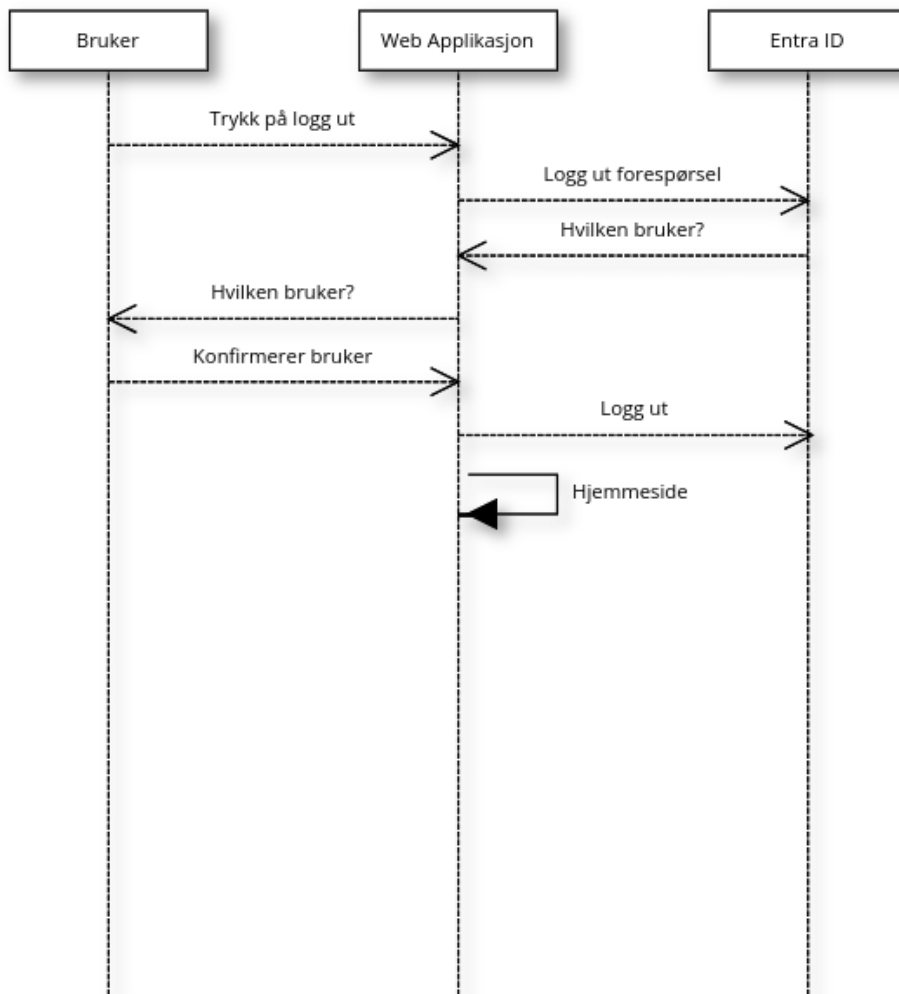 Bruker
Web Applikasjon
Entra ID
Trykk på logg ut
Logg ut forespørsel
Hvilken bruker?
Hvilken bruker?
Konfirmerer bruker
Logg ut
Hjemmeside